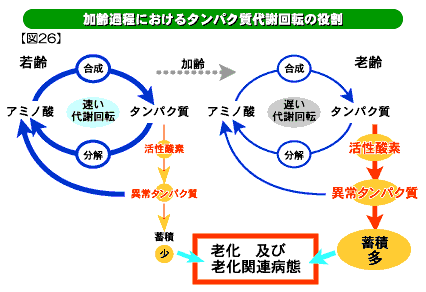 加齢過程におけるタンパク質代謝回転の役割
【図26】
若齢
合成
アミノ酸
速い
代謝回転
タンパク質
分解
活性酸素
異常タンパク質
蓄積
少
加齢
老齢
合成
アミノ酸
遅い
代謝回転
タンパク質
分解
活性酸素
異常タンパク質
蓄積
多
老化 及び
老化関連病態